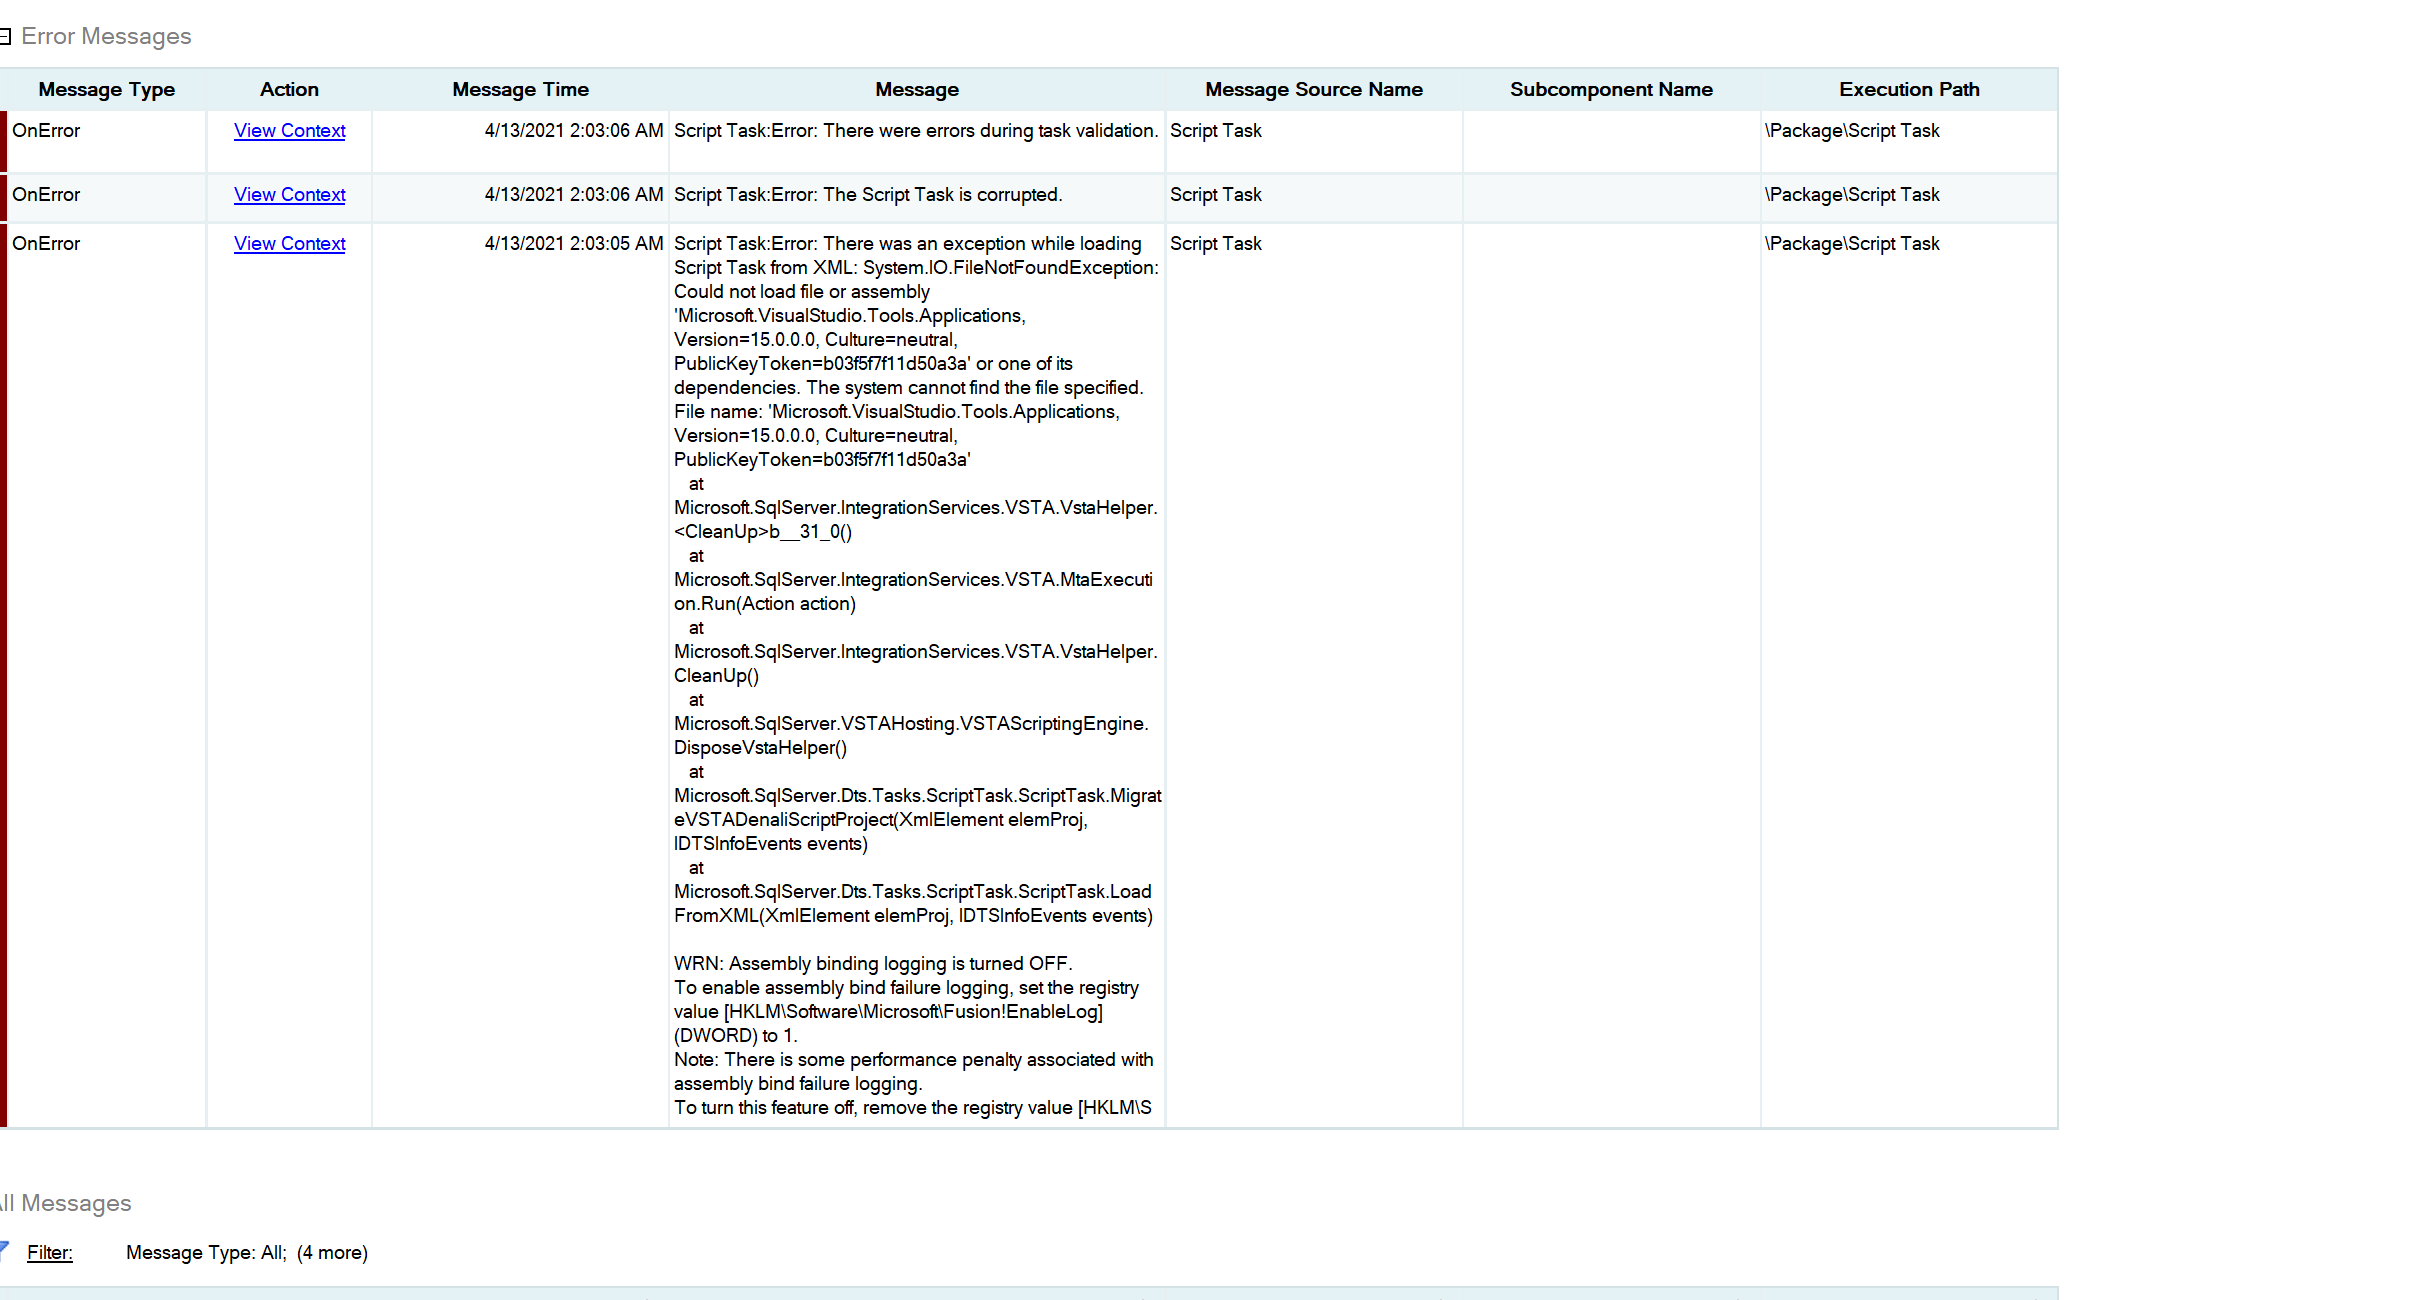 Error Messages
Message Type Action Message Time Message Message Source Name Subcomponent Name Execution Path
OnError View Context 4/13/2021 2:03:06 AM Script Task:Error: There were errors during task validation. Script Task \Package\Script Task
OnError View Context 4/13/2021 2:03:06 AM Script Task:Error: The Script Task is corrupted. Script Task \Package\Script Task
OnError View Context 4/13/2021 2:03:05 AM Script Task:Error: There was an exception while loading Script Task \Package\Script Task
Script Task from XML: System.IO.FileNotFoundException:
Could not load file or assembly
'Microsoft.VisualStudio.Tools.Applications,
Version=15.0.0.0, Culture=neutral,
PublicKeyToken=b03f5f7f11d50a3a' or one of its
dependencies. The system cannot find the file specified.
File name: 'Microsoft.VisualStudio.Tools.Applications,
Version=15.0.0.0, Culture=neutral,
PublicKeyToken=b03f5f7f11d50a3a'
at
Microsoft.SqlServer.IntegrationServices.VSTA.VstaHelper.
<CleanUp>b__31_0()
at
Microsoft.SqlServer.IntegrationServices.VSTA.MtaExecuti
on.Run(Action action)
at
Microsoft.SqlServer.IntegrationServices.VSTA.VstaHelper.
CleanUp()
at
Microsoft.SqlServer.VSTAHosting.VSTAScriptingEngine.
DisposeVstaHelper()
at
Microsoft.SqlServer.Dts.Tasks.ScriptTask.ScriptTask.Migrat
eVSTADenaliScriptProject(XmlElement elemProj,
IDTSInfoEvents events)
at
Microsoft.SqlServer.Dts.Tasks.ScriptTask.ScriptTask.Load
FromXML(XmlElement elemProj, IDTSInfoEvents events)
WRN: Assembly binding logging is turned OFF.
To enable assembly bind failure logging, set the registry
value [HKLM\Software\Microsoft\Fusion!EnableLog]
(DWORD) to 1.
Note: There is some performance penalty associated with
assembly bind failure logging.
To turn this feature off, remove the registry value [HKLM\S
All Messages
Filter: Message Type: All; (4 more)